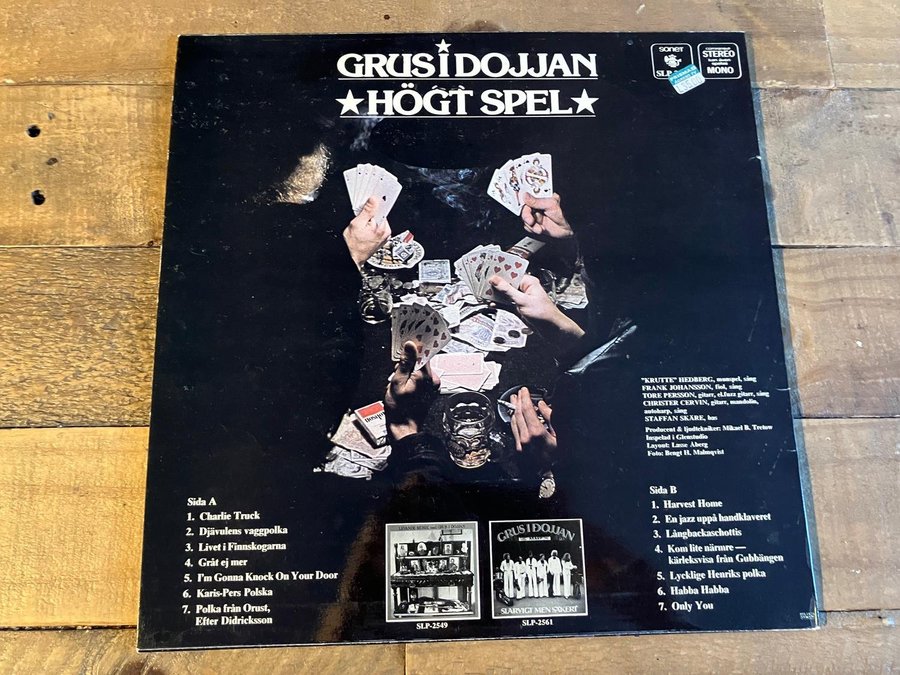 GRUS I DOJJAN
★HÖGT SPEL★
sonet
SLP-
STEREO
MONO
"KRUTTE" HEDBERG, munspel, sång
FRANK JOHANSSON, fiol, sång
TORE PERSSON, gitarr, el.fuzz gitarr, sång
CHRISTER CERVIN, gitarr, mandolin,
autoharp, sång
STAFFAN SKÅRE, bas
Producent & ljudtekniker: Mikael B. Tretow
Inspelad i Glenstudio
Layout: Lasse Åberg
Foto: Bengt H. Malmqvist
Sida A
1. Charlie Truck
2. Djävulens vaggpolka
3. Livet i Finnskogarna
4. Gråt ej mer
5. I'm Gonna Knock On Your Door
6. Karis-Pers Polska
7. Polka från Orust,
Efter Didricksson
GRUS I DOJJAN
SLARVIGT MEN SÄKERT
SLP-2549
SLP-2561
Sida B
1. Harvest Home
2. En jazz uppå handklaveret
3. Långbackaschottis
4. Kom lite närmre —
kärleksvisa från Gubbängen
5. Lycklige Henriks polka
6. Habba Habba
7. Only You